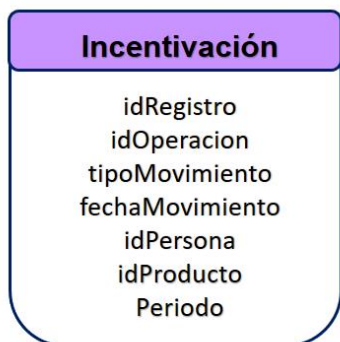 Incentivación
idRegistro
idOperacion
tipoMovimiento
fechaMovimiento
idPersona
idProducto
Periodo